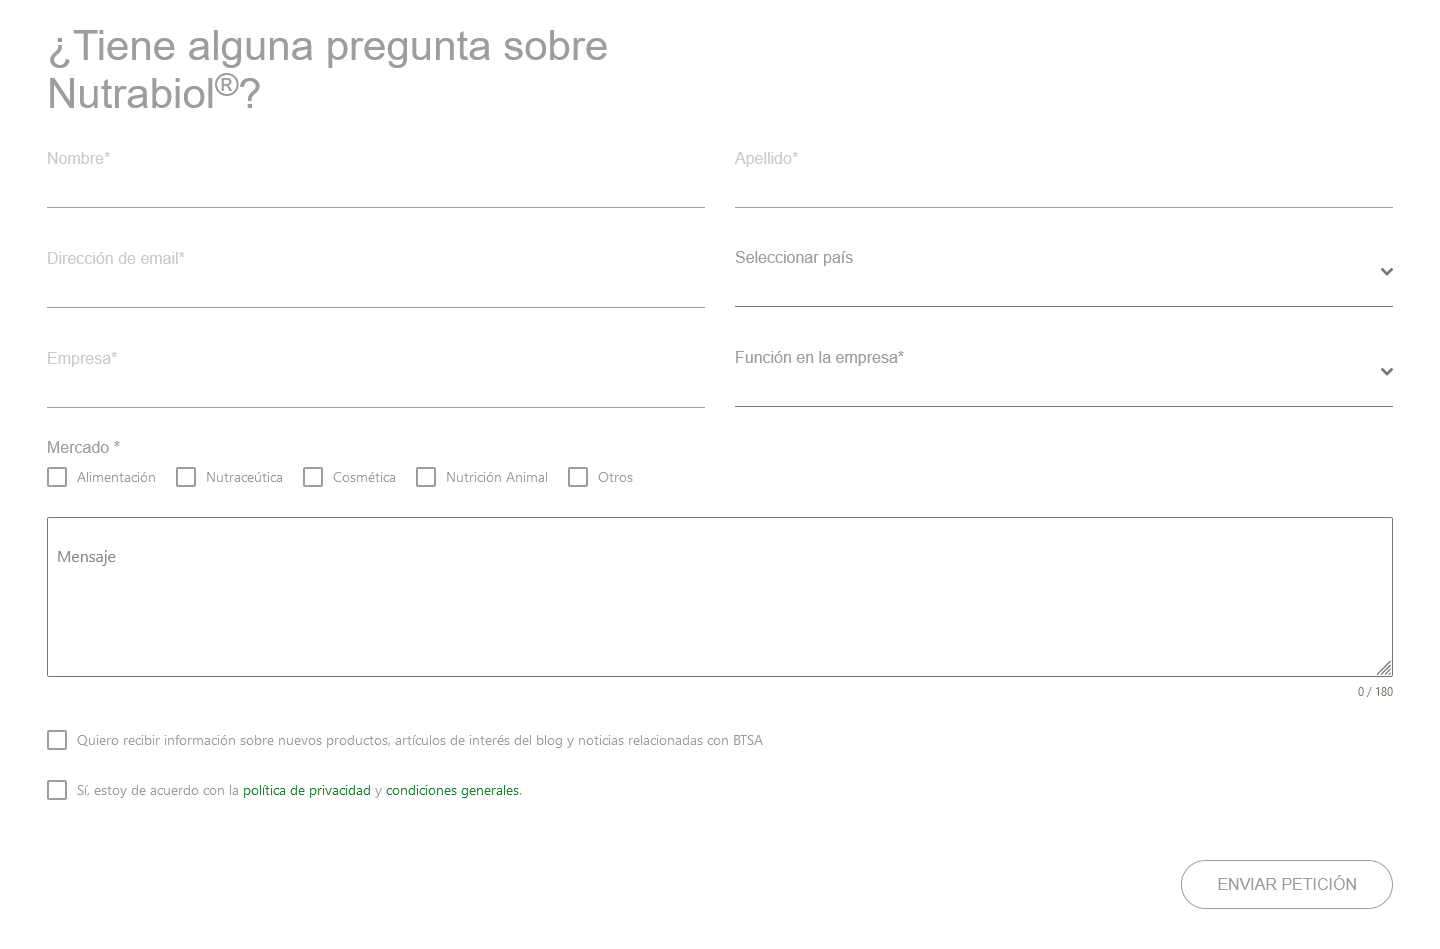 ¿Tiene alguna pregunta sobre
Nutrabiol®?
Nombre*
Apellido*
Dirección de email*
Seleccionar país
Empresa*
Función en la empresa*
Mercado *
Alimentación Nutraceútica Cosmética Nutrición Animal Otros
Mensaje
0 / 180
Quiero recibir información sobre nuevos productos, artículos de interés del blog y noticias relacionadas con BTSA
Sí, estoy de acuerdo con la política de privacidad y condiciones generales.
ENVIAR PETICIÓN